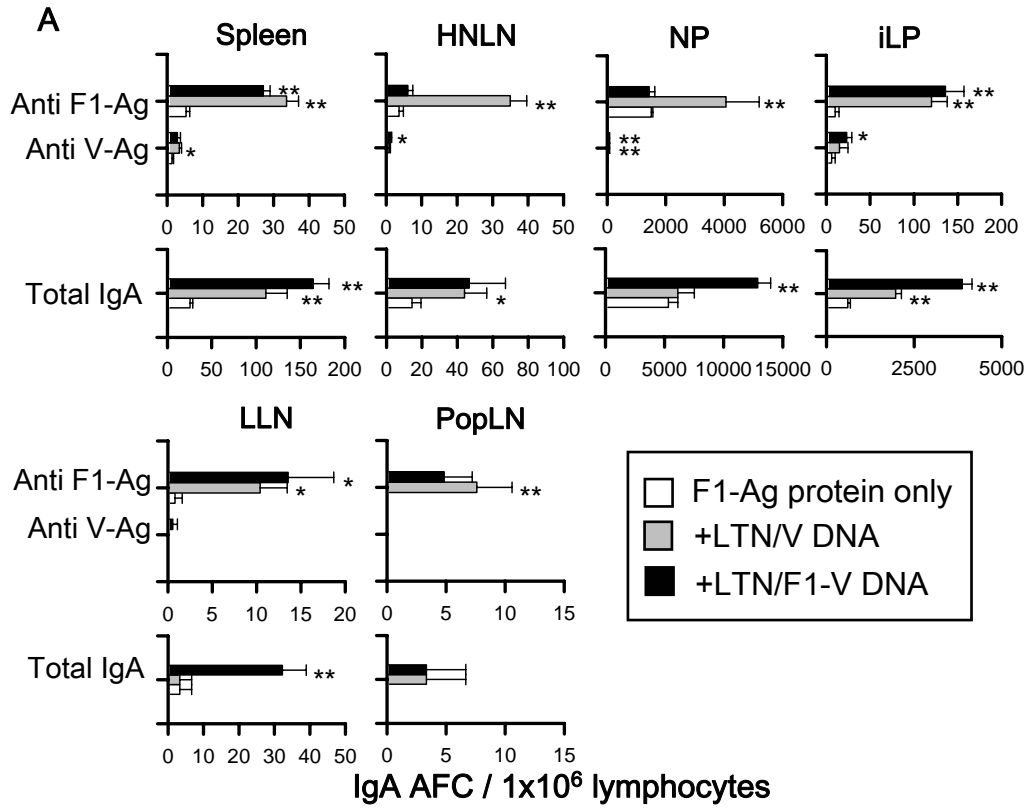 A
Spleen HNLN NP iLP
Anti F1-Ag ** ** ** ** ** **
Anti V-Ag * * ** ** *
0 10 20 30 40 50 0 10 20 30 40 50 0 2000 4000 6000 0 50 100 150 200
Total IgA ** ** * ** ** **
0 50 100 150 200 0 20 40 60 80 100 0 5000 10000 15000 0 2500 5000
LLN PopLN
Anti F1-Ag * * **
Anti V-Ag
0 5 10 15 20 0 5 10 15
Total IgA **
0 10 20 30 40 50 0 5 10 15
F1-Ag protein only
+LTN/V DNA
+LTN/F1-V DNA
IgA AFC / 1x10⁶ lymphocytes